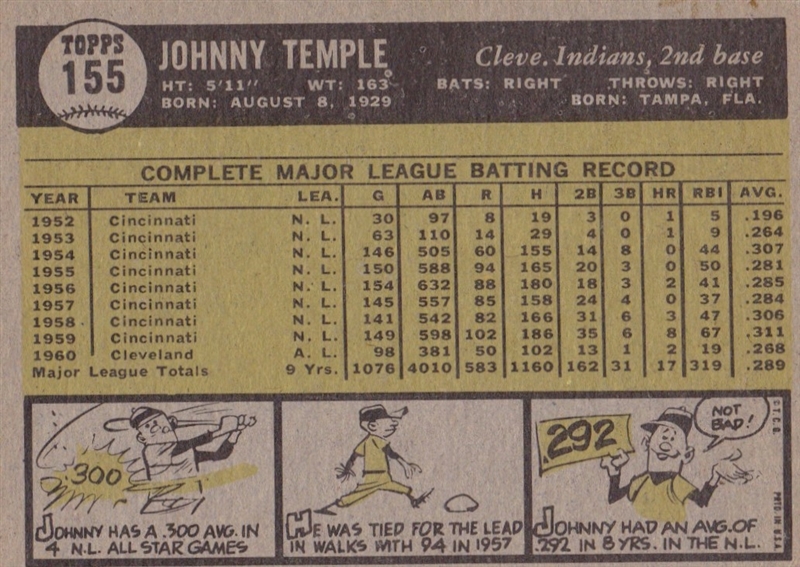 TOPPS
155
JOHNNY TEMPLE
Cleve. Indians, 2nd base
HT: 5'11" WT: 163 BATS: RIGHT THROWS: RIGHT
BORN: AUGUST 8, 1929 BORN: TAMPA, FLA.
COMPLETE MAJOR LEAGUE BATTING RECORD
YEAR TEAM LEA. G AB R H 2B 3B HR RBI AVG.
1952 Cincinnati N. L. 30 97 8 19 3 0 1 5 .196
1953 Cincinnati N. L. 63 110 14 29 4 0 1 9 .264
1954 Cincinnati N. L. 146 505 60 155 14 8 0 44 .307
1955 Cincinnati N. L. 150 588 94 165 20 3 0 50 .281
1956 Cincinnati N. L. 154 632 88 180 18 3 2 41 .285
1957 Cincinnati N. L. 145 557 85 158 24 4 0 37 .284
1958 Cincinnati N. L. 141 542 82 166 31 6 3 47 .306
1959 Cincinnati N. L. 149 598 102 186 35 6 8 67 .311
1960 Cleveland A. L. 98 381 50 102 13 1 2 19 .268
Major League Totals 9 Yrs. 1076 4010 583 1160 162 31 17 319 .289
.300
JOHNNY HAS A .300 AVG. IN
4 N.L. ALL STAR GAMES
HE WAS TIED FOR THE LEAD
IN WALKS WITH 94 IN 1957
.292
NOT
BAD!
JOHNNY HAD AN AVG. OF
.292 IN 8 YRS. IN THE N.L.
© T.C.G. PRTD. IN U.S.A.